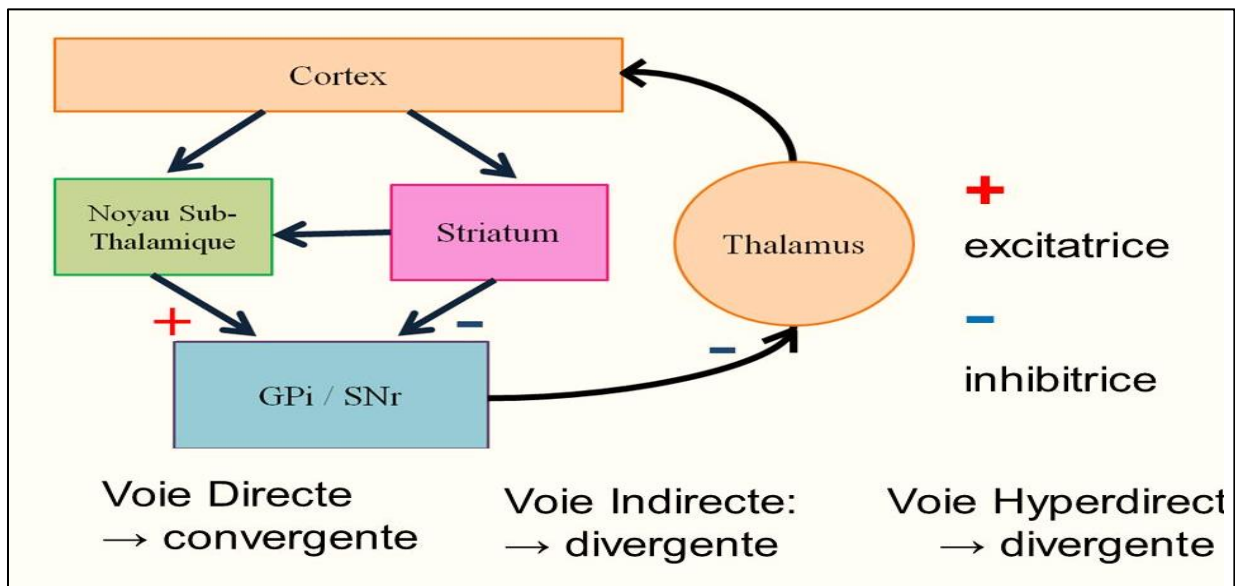 Cortex
Noyau Sub-
Thalamique
Striatum
Thalamus
+
excitatrice
+
–
–
–
inhibitrice
GPi / SNr
Voie Directe
→ convergente
Voie Indirecte:
→ divergente
Voie Hyperdirect
→ divergente